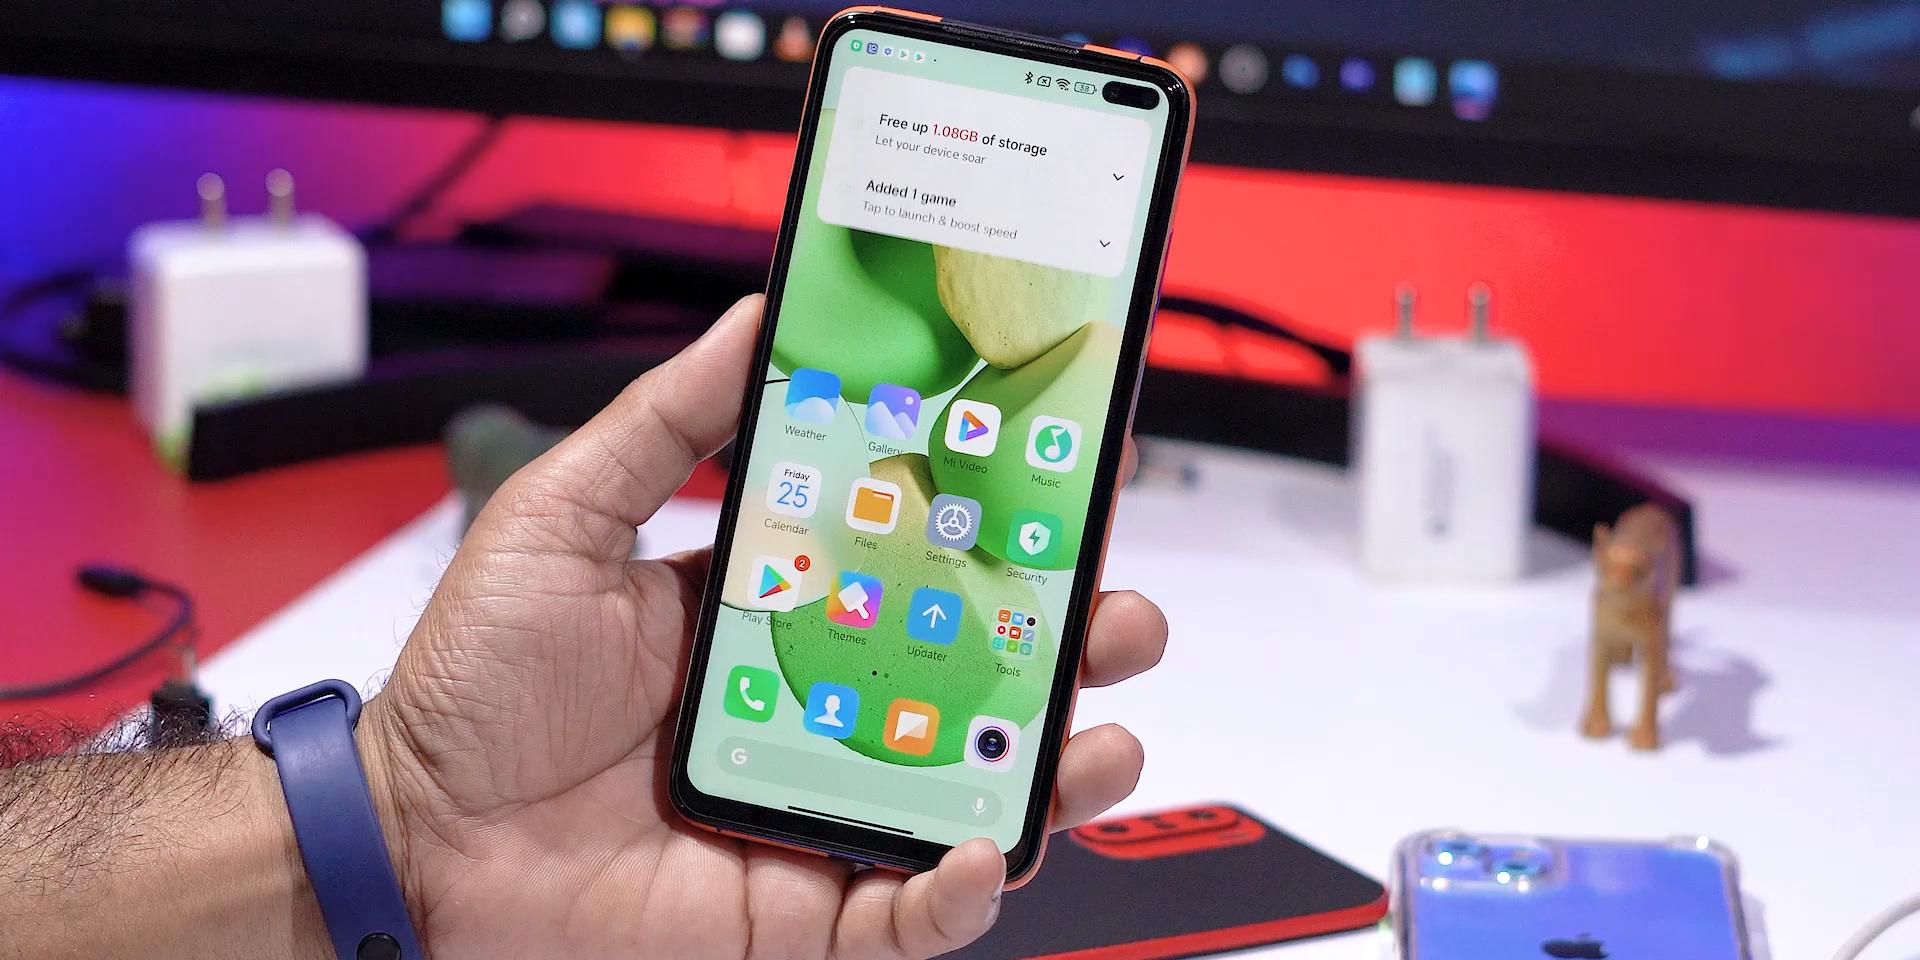 38
Free up 1.08GB of storage
Let your device soar
Added 1 game
Tap to launch & boost speed
Weather
Gallery
Mi Video
Music
Friday
25
Calendar
Files
Settings
Security
2
Play Store
Themes
Updater
Tools
G